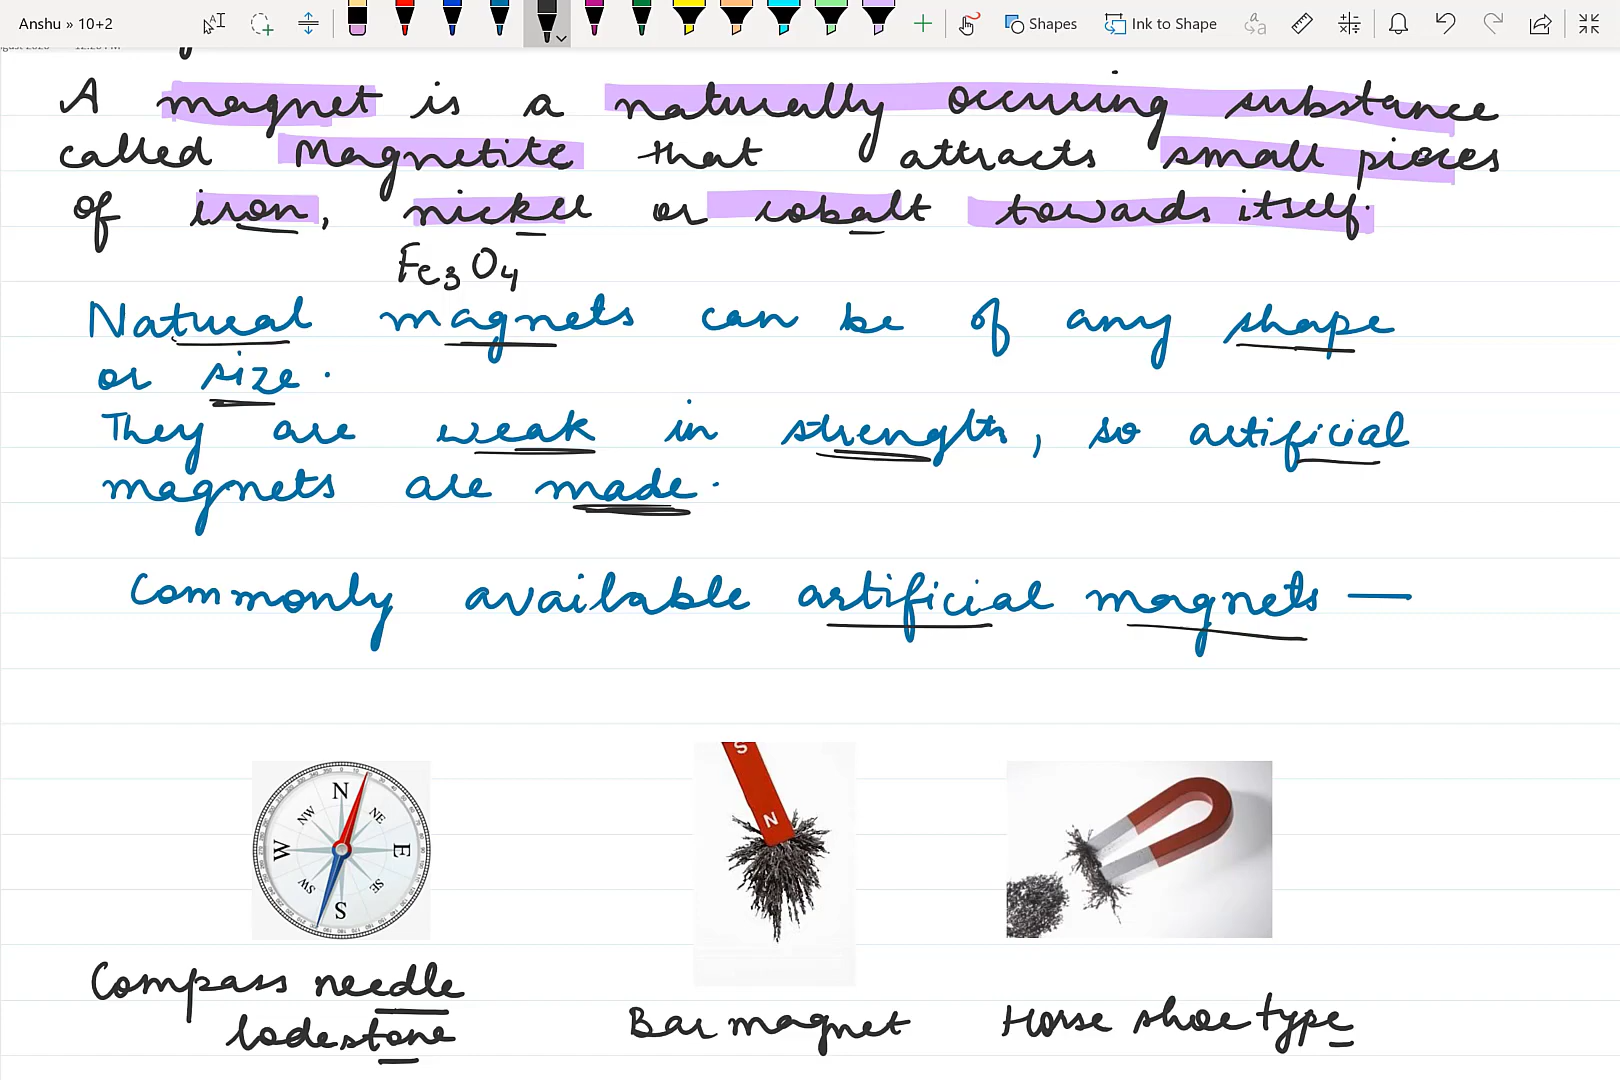 Anshu » 10+2
Shapes
Ink to Shape
A magnet is a naturally occuring substance
called Magnetite that attracts small pieces
of iron, nickel or cobalt towards itself.
Fe3O4
Natural magnets can be of any shape
or size.
They are weak in strength, so artificial
magnets are made.
Commonly available artificial magnets —
N
NW NE
W E
SW SE
S
S
N
Compass needle
lodestone
Bar magnet
Horse shoe type